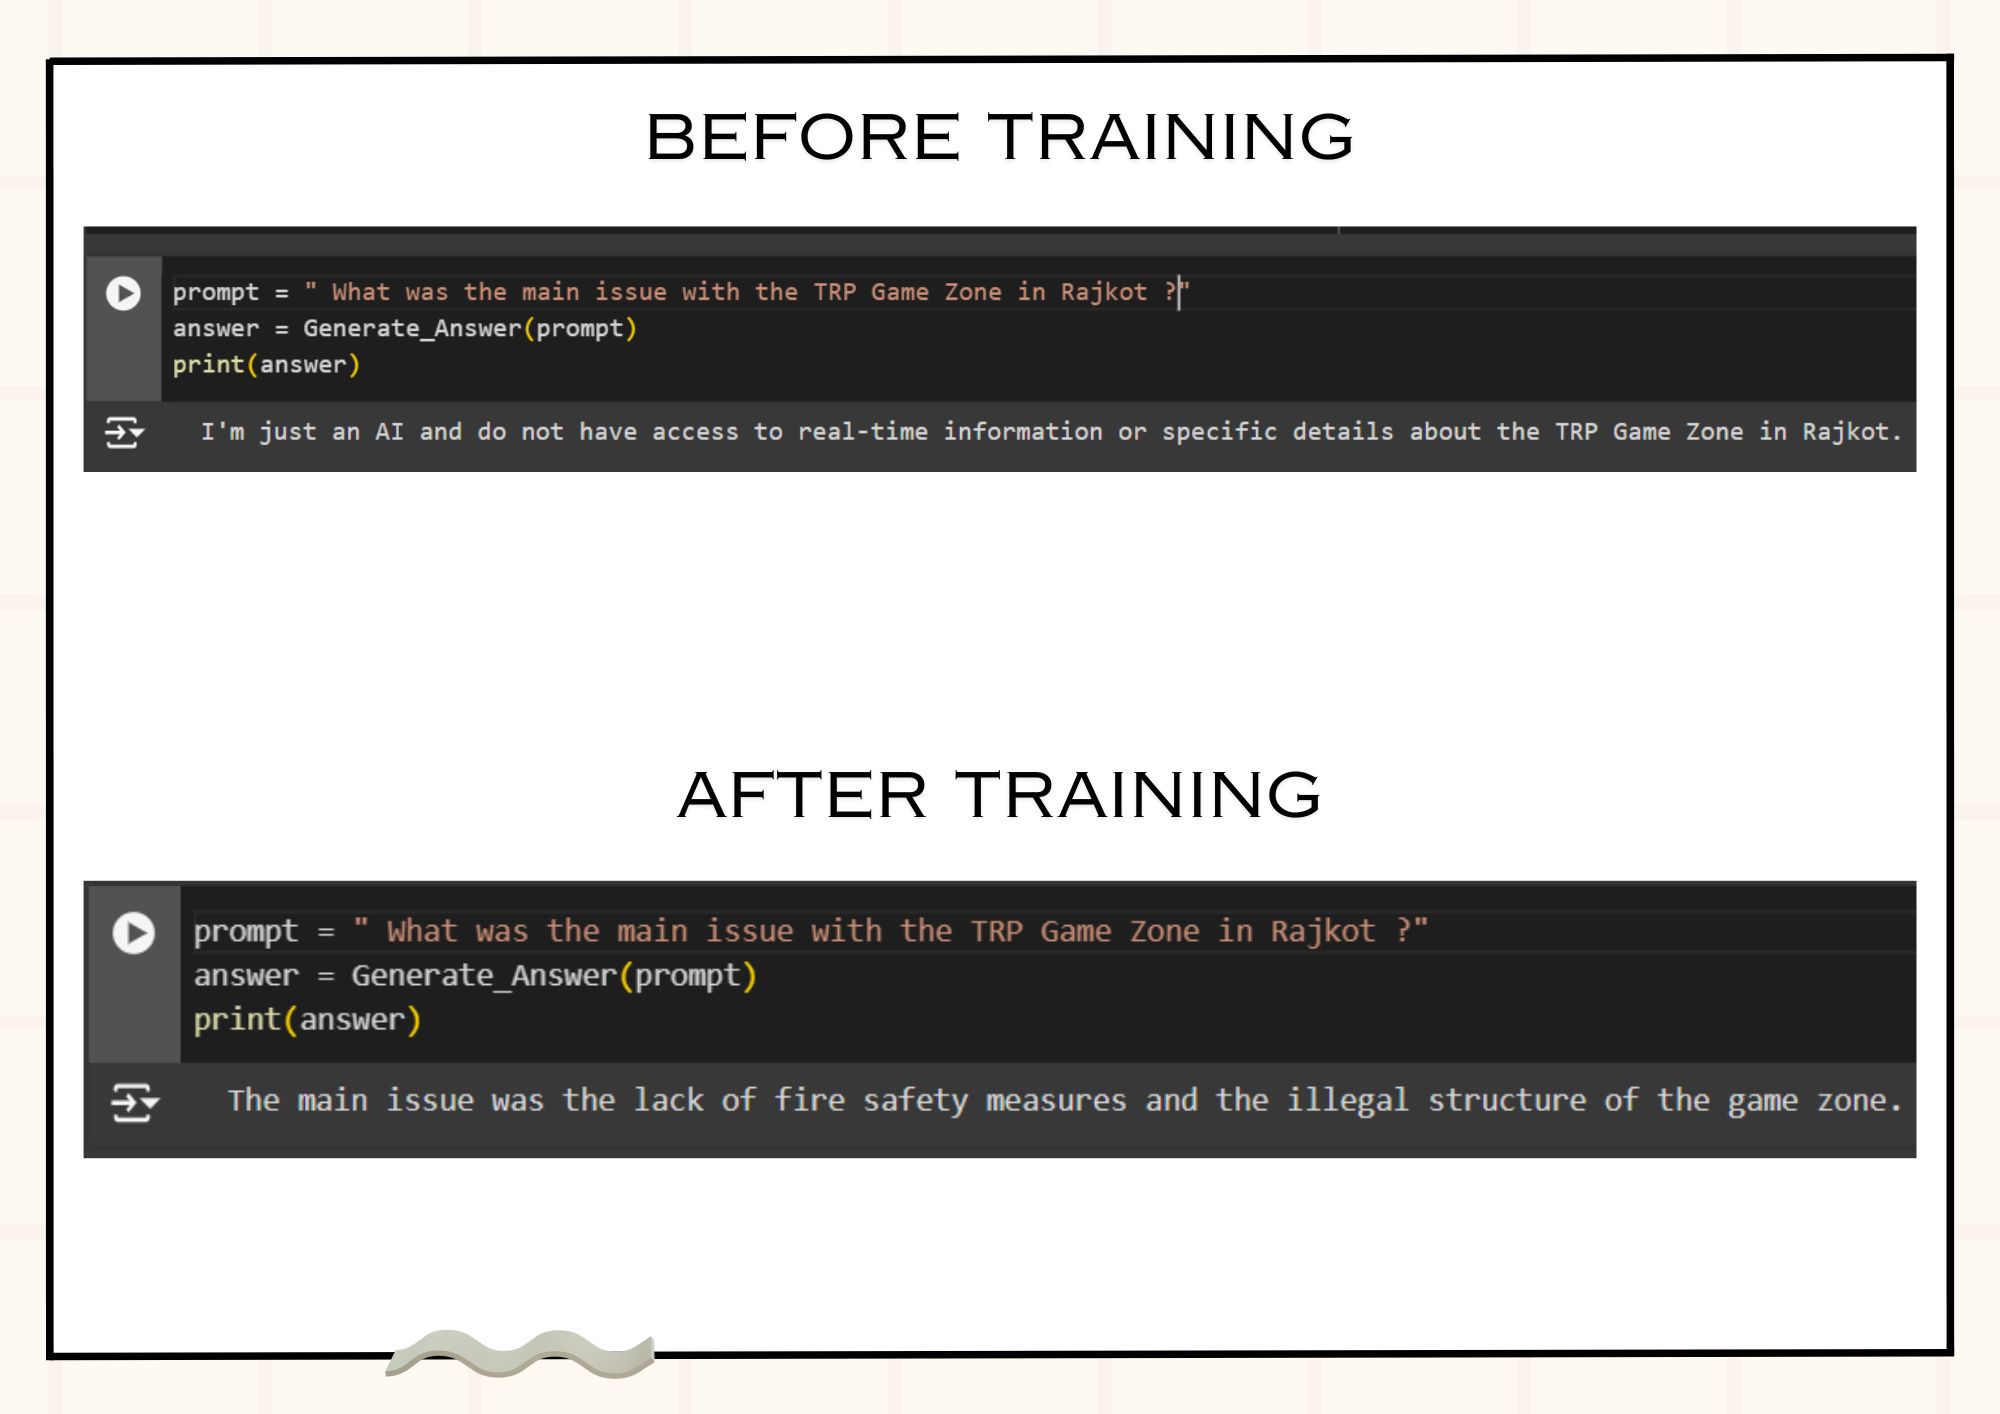 BEFORE TRAINING
prompt = " What was the main issue with the TRP Game Zone in Rajkot ?"
answer = Generate_Answer(prompt)
print(answer)
I'm just an AI and do not have access to real-time information or specific details about the TRP Game Zone in Rajkot.
AFTER TRAINING
prompt = " What was the main issue with the TRP Game Zone in Rajkot ?"
answer = Generate_Answer(prompt)
print(answer)
The main issue was the lack of fire safety measures and the illegal structure of the game zone.